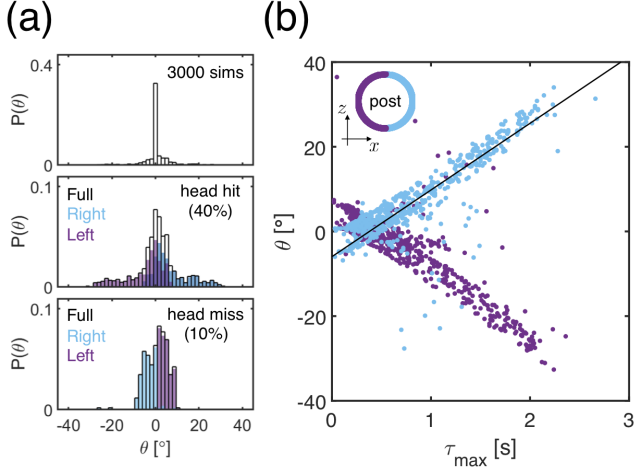 (a)
0.4
3000 sims
P(θ)
0
0.1
Full
head hit
Right
(40%)
Left
P(θ)
0
0.1
Full
head miss
Right
(10%)
Left
P(θ)
0
-40 -20 0 20 40
θ [°]
(b)
40
20
0
-20
-40
θ [°]
post
z
x
0 1 2 3
τmax [s]